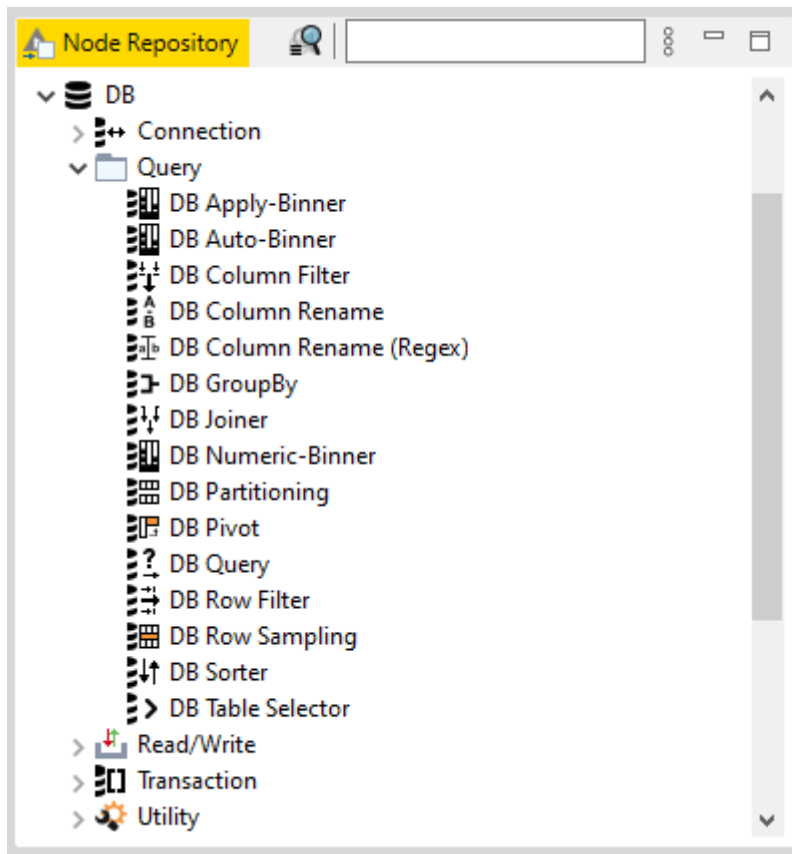 Node Repository
DB
Connection
Query
DB Apply-Binner
DB Auto-Binner
DB Column Filter
DB Column Rename
DB Column Rename (Regex)
DB GroupBy
DB Joiner
DB Numeric-Binner
DB Partitioning
DB Pivot
DB Query
DB Row Filter
DB Row Sampling
DB Sorter
DB Table Selector
Read/Write
Transaction
Utility